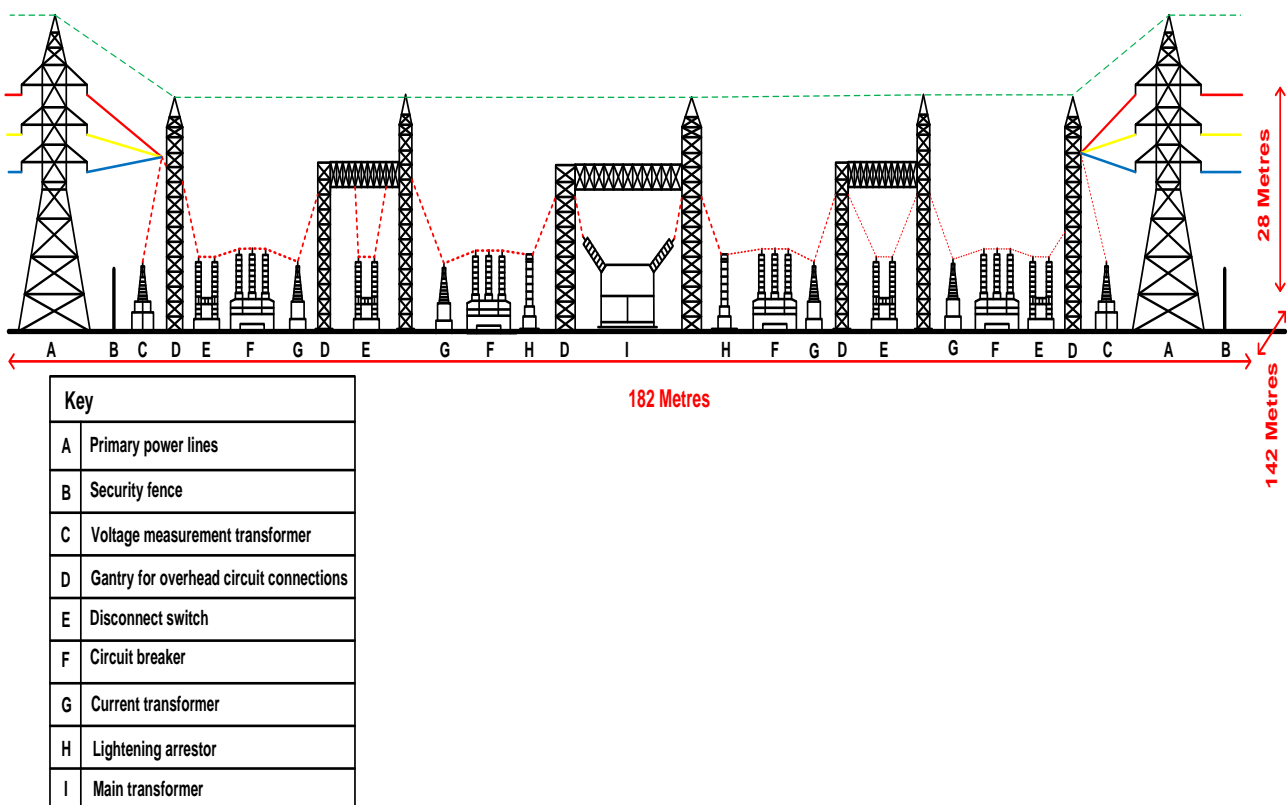 28 Metres
A B C D E F G D E G F H D I H F G D E G F E D C A B
182 Metres
142 Metres
Key
A Primary power lines
B Security fence
C Voltage measurement transformer
D Gantry for overhead circuit connections
E Disconnect switch
F Circuit breaker
G Current transformer
H Lightening arrestor
I Main transformer